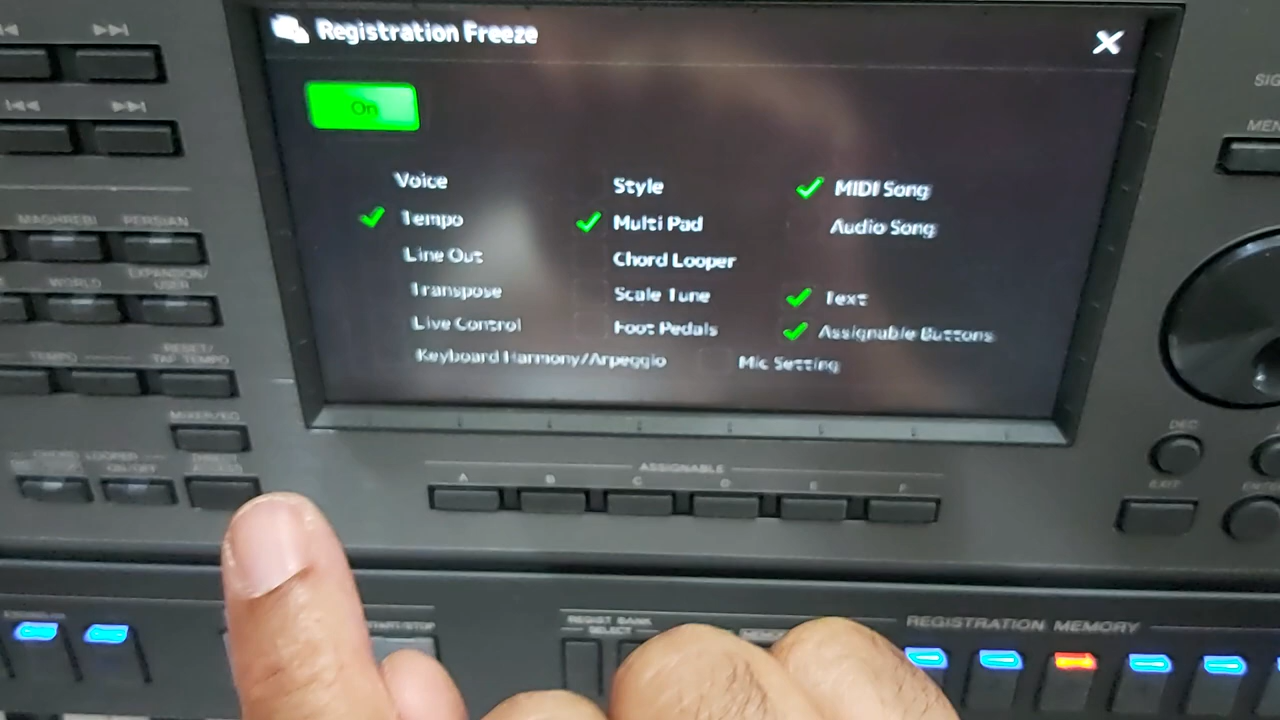 Registration Freeze
On
Voice
Style
MIDI Song
Tempo
Multi Pad
Audio Song
Line Out
Chord Looper
Transpose
Scale Tune
Text
Live Control
Foot Pedals
Assignable Buttons
Keyboard Harmony/Arpeggio
Mic Setting
SIG
MEN
MAGHREBI
PERSIAN
WORLD
EXPANSION/
USER
TEMPO
RESET/
TAP TEMPO
MIXER/EQ
LOOPER
ON/OFF
ASSIGNABLE
A B C D E F
DEC
EXIT
START/STOP
REGIST BANK
SELECT
REGISTRATION MEMORY